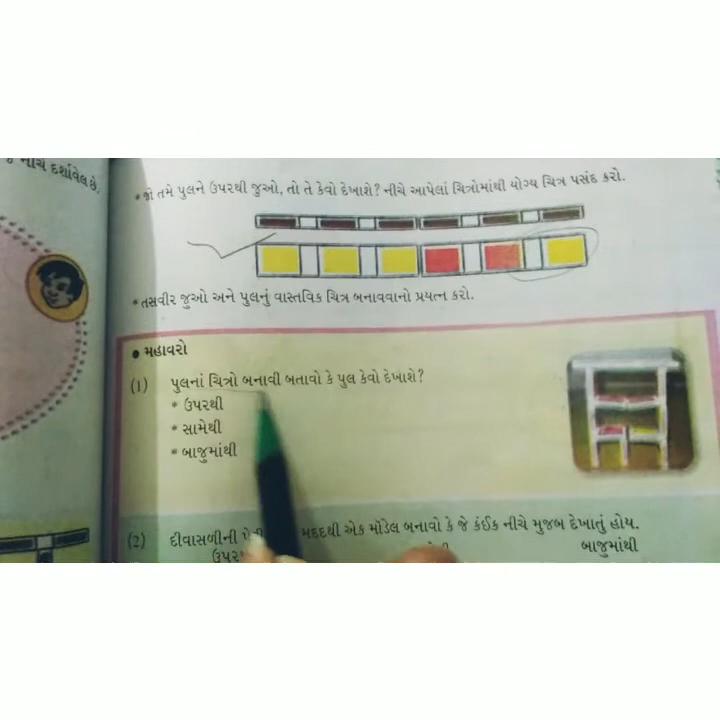 નીચે દર્શાવેલ છે.
* જો તમે પુલને ઉપરથી જુઓ, તો તે કેવો દેખાશે? નીચે આપેલાં ચિત્રોમાંથી યોગ્ય ચિત્ર પસંદ કરો.
* તસવીર જુઓ અને પુલનું વાસ્તવિક ચિત્ર બનાવવાનો પ્રયત્ન કરો.
● મહાવરો
(1) પુલનાં ચિત્રો બનાવી બતાવો કે પુલ કેવો દેખાશે?
* ઉપરથી
* સામેથી
* બાજુમાંથી
(2) દીવાસળીની મદદથી એક મૉડેલ બનાવો કે જે કંઈક નીચે મુજબ દેખાતું હોય.
બાજુમાંથી